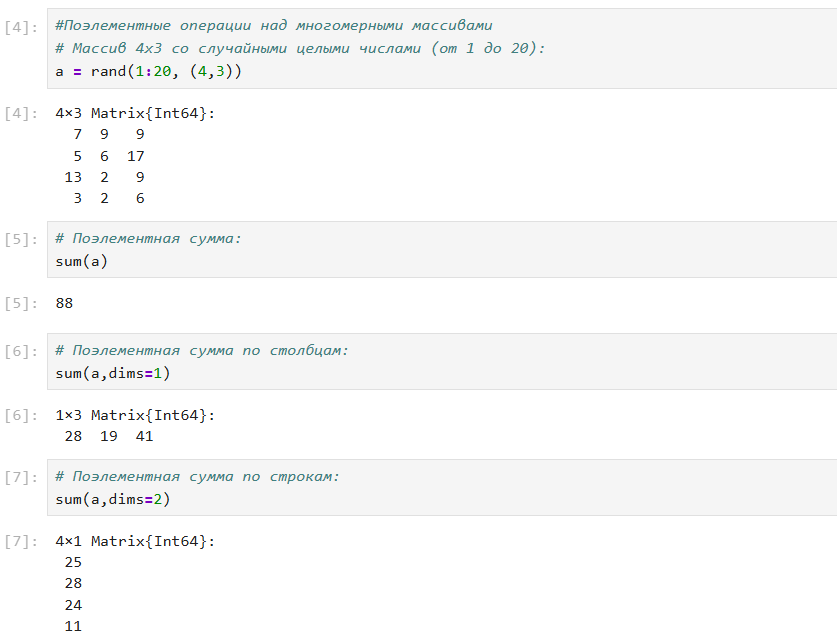 [4]: #Поэлементные операции над многомерными массивами
# Массив 4x3 со случайными целыми числами (от 1 до 20):
a = rand(1:20, (4,3))
[4]: 4×3 Matrix{Int64}:
7 9 9
5 6 17
13 2 9
3 2 6
[5]: # Поэлементная сумма:
sum(a)
[5]: 88
[6]: # Поэлементная сумма по столбцам:
sum(a,dims=1)
[6]: 1×3 Matrix{Int64}:
28 19 41
[7]: # Поэлементная сумма по строкам:
sum(a,dims=2)
[7]: 4×1 Matrix{Int64}:
25
28
24
11